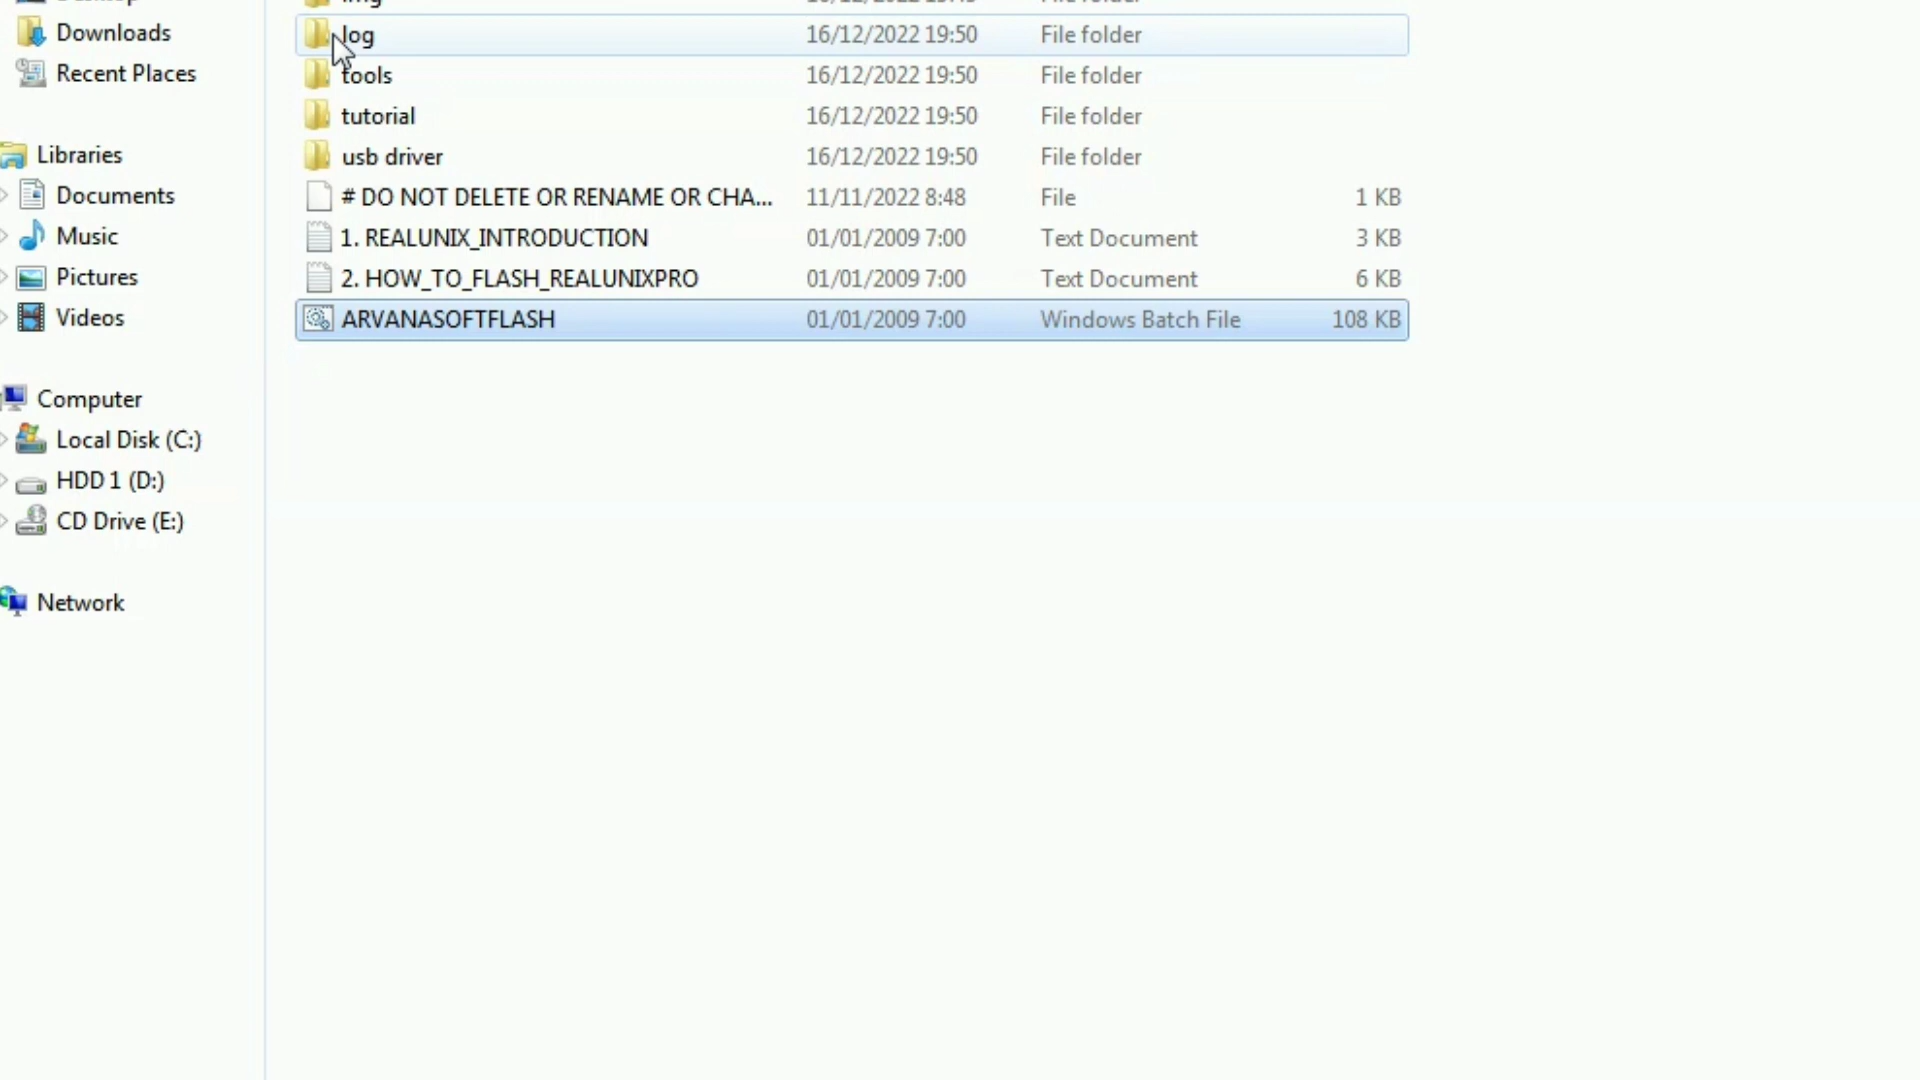 Downloads
Recent Places
Libraries
Documents
Music
Pictures
Videos
Computer
Local Disk (C:)
HDD 1 (D:)
CD Drive (E:)
Network
log 16/12/2022 19:50 File folder
tools 16/12/2022 19:50 File folder
tutorial 16/12/2022 19:50 File folder
usb driver 16/12/2022 19:50 File folder
# DO NOT DELETE OR RENAME OR CHA... 11/11/2022 8:48 File 1 KB
1. REALUNIX_INTRODUCTION 01/01/2009 7:00 Text Document 3 KB
2. HOW_TO_FLASH_REALUNIXPRO 01/01/2009 7:00 Text Document 6 KB
ARVANASOFTFLASH 01/01/2009 7:00 Windows Batch File 108 KB